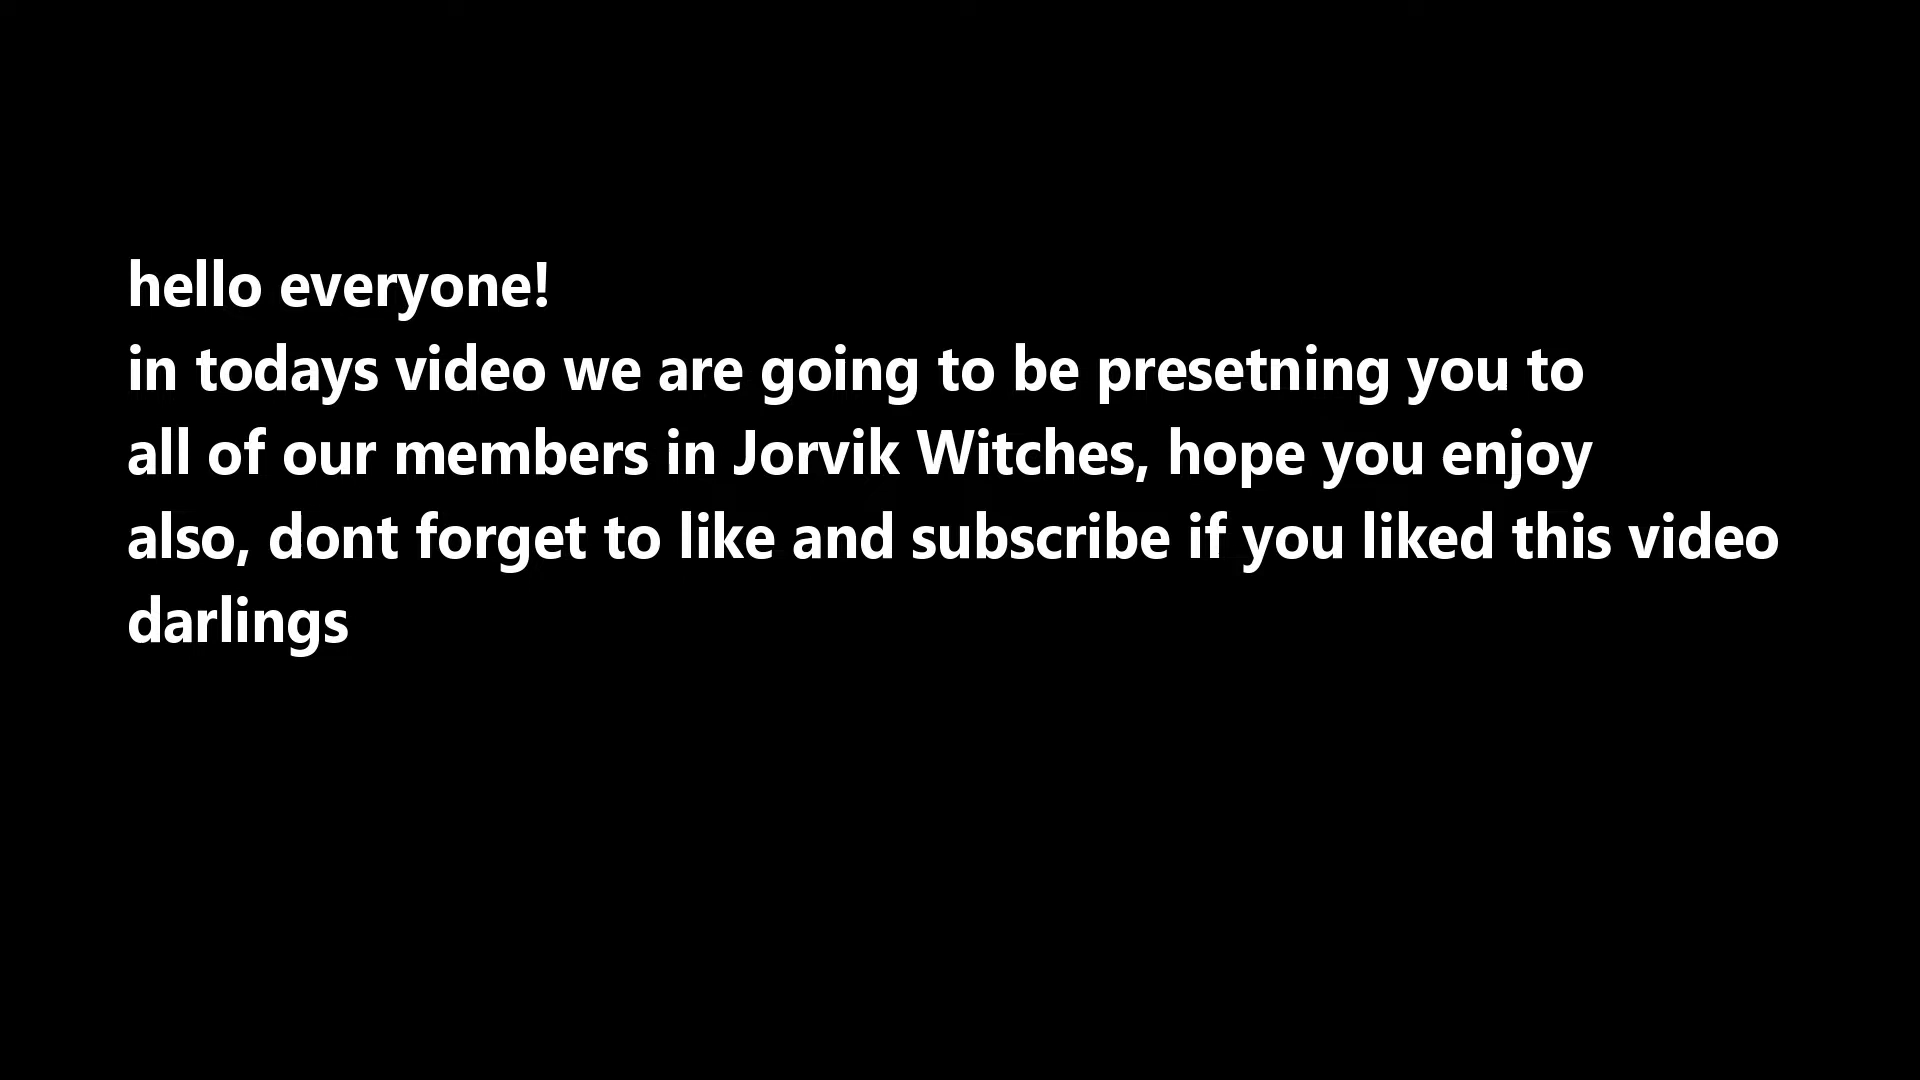 hello everyone!
in todays video we are going to be presetning you to
all of our members in Jorvik Witches, hope you enjoy
also, dont forget to like and subscribe if you liked this video
darlings